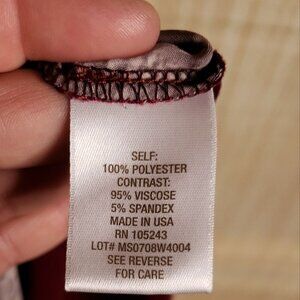 SELF:
100% POLYESTER
CONTRAST:
95% VISCOSE
5% SPANDEX
MADE IN USA
RN 105243
LOT# MS0708W4004
SEE REVERSE
FOR CARE